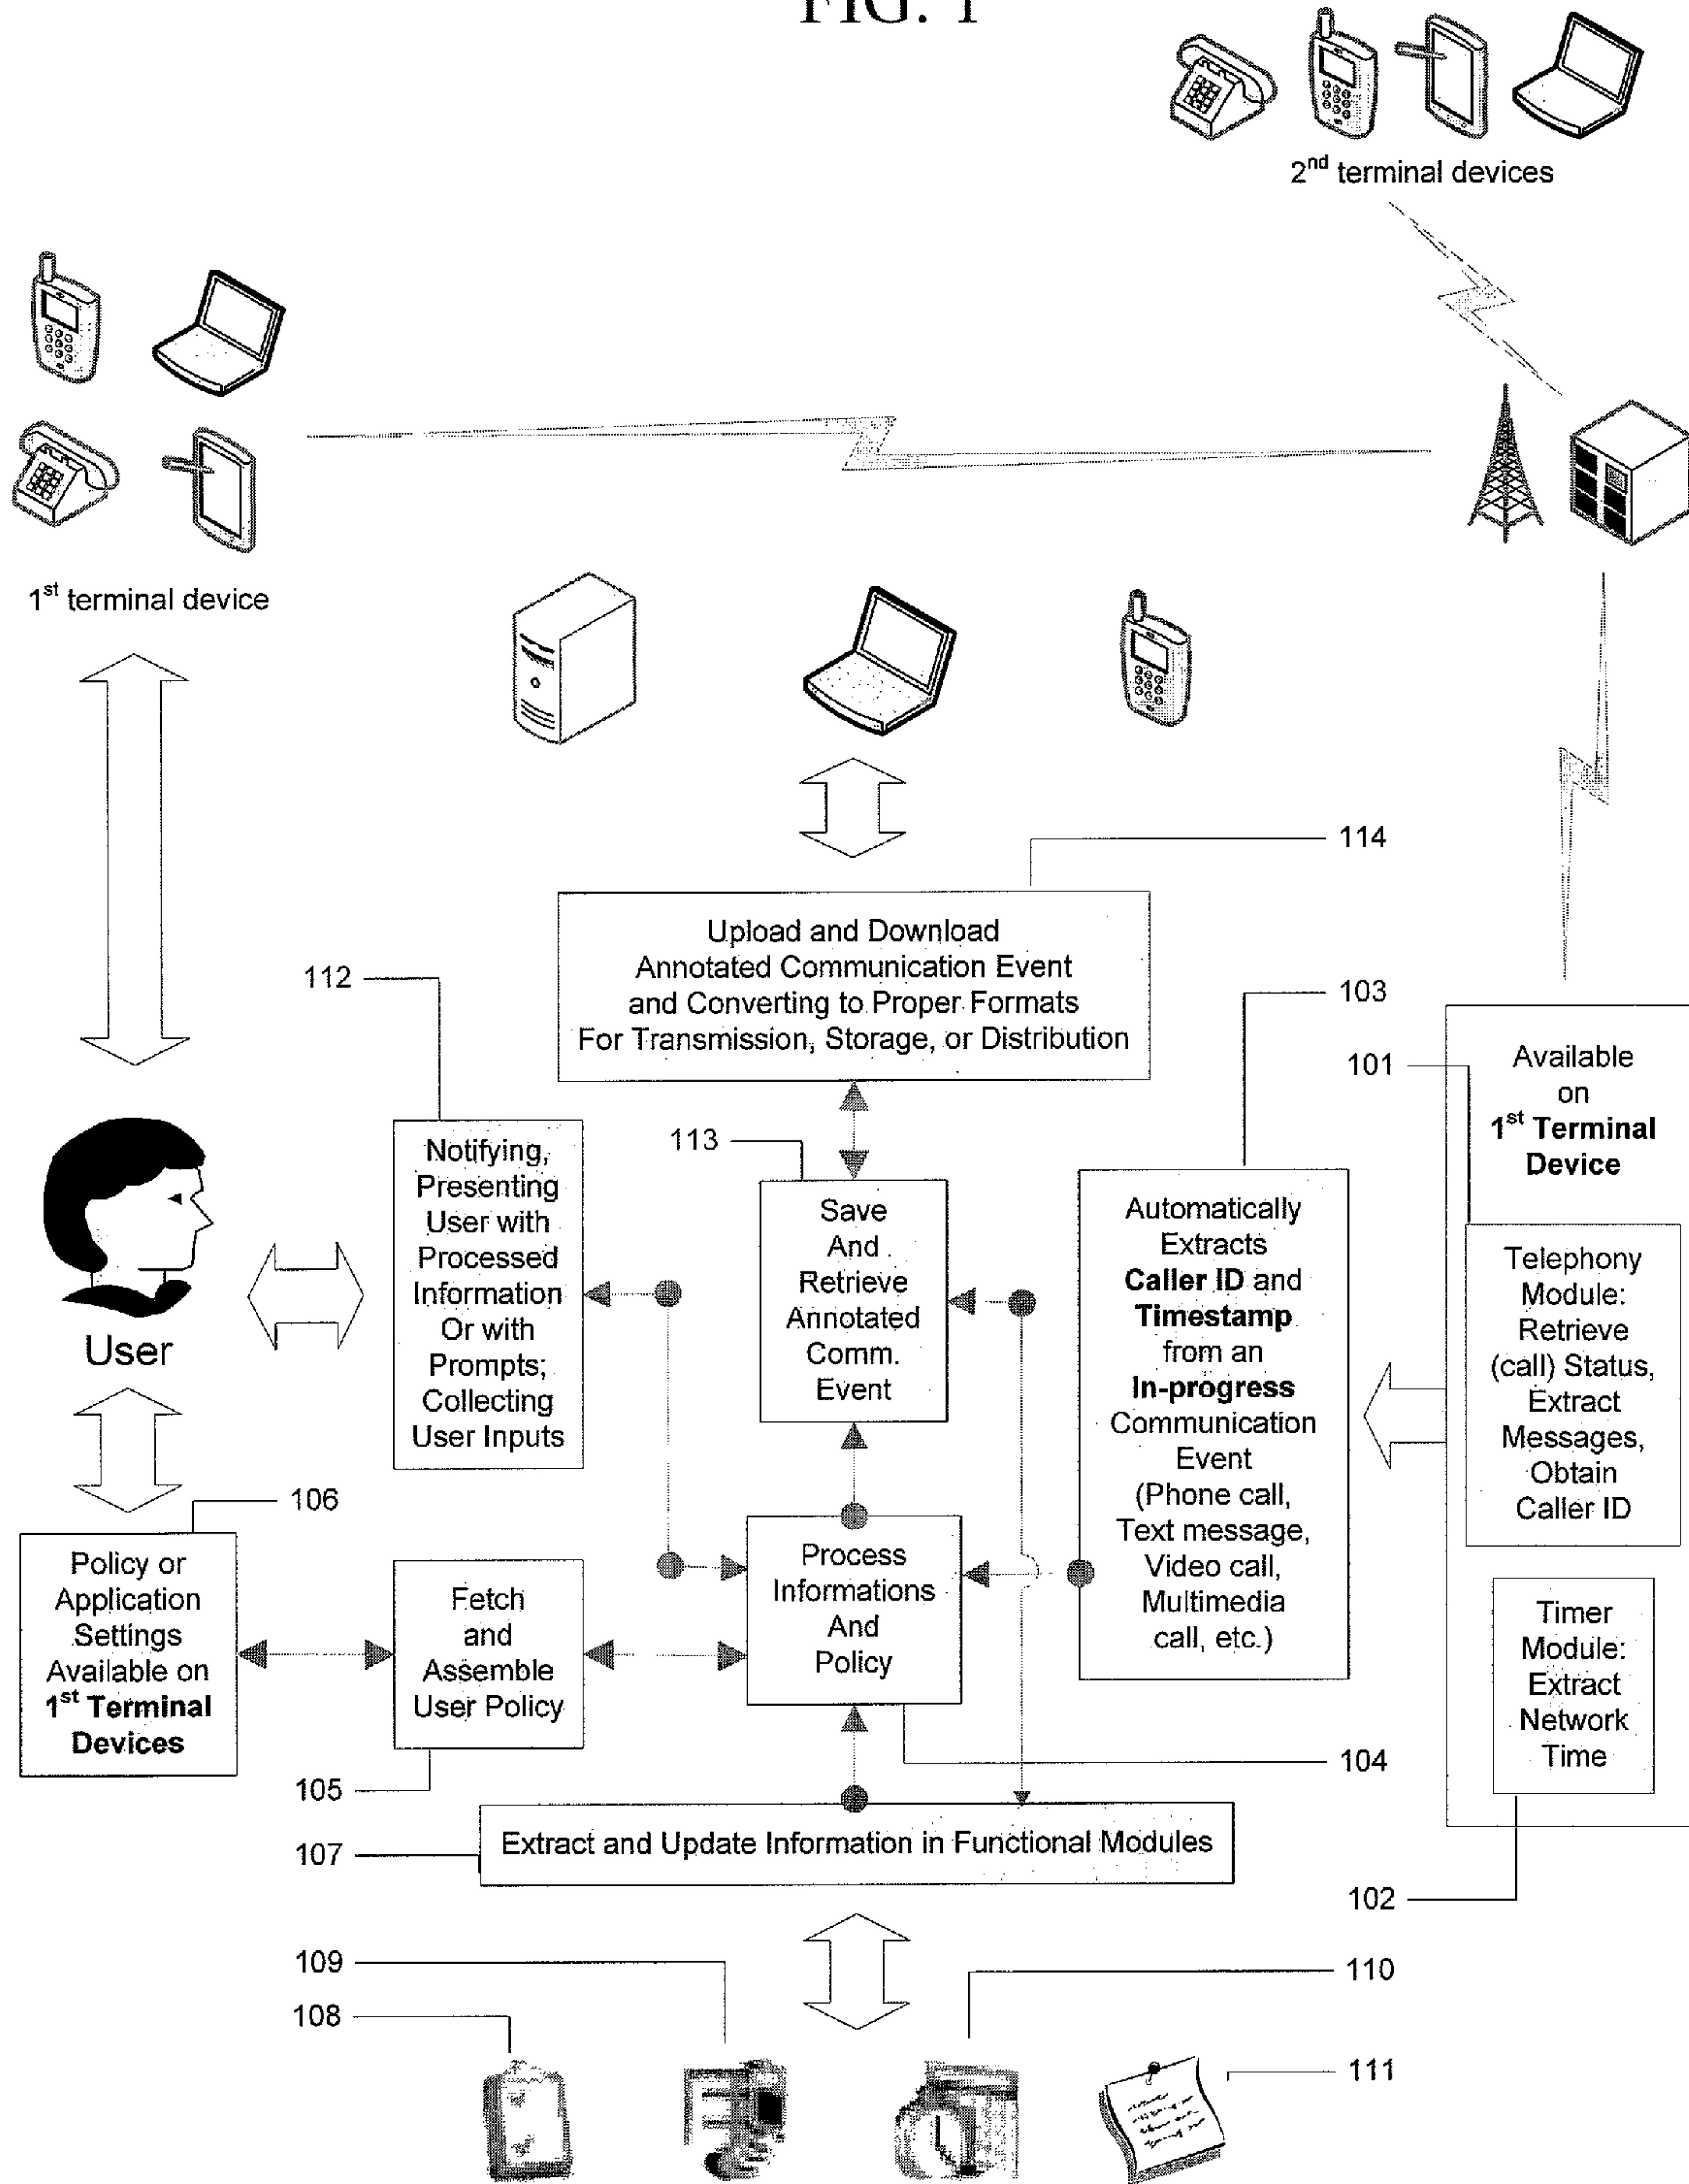 FIG. 1
2nd terminal devices
1st terminal device
114
Upload and Download
Annotated Communication Event
and Converting to Proper Formats
For Transmission, Storage, or Distribution
112
103
101
Available
on
1st Terminal
Device
113
Notifying,
Presenting
User with
Processed
Information
Or with
Prompts;
Collecting
User Inputs
Save
And
Retrieve
Annotated
Comm.
Event
Automatically
Extracts
Caller ID and
Timestamp
from an
In-progress
Communication
Event
(Phone call,
Text message,
Video call,
Multimedia
call, etc.)
Telephony
Module:
Retrieve
(call) Status,
Extract
Messages,
Obtain
Caller ID
User
106
Policy or
Application
Settings
Available on
1st Terminal
Devices
Fetch
and
Assemble
User Policy
Process
Informations
And
Policy
Timer
Module:
Extract
Network
Time
105
104
107
Extract and Update Information in Functional Modules
102
109
110
108
111